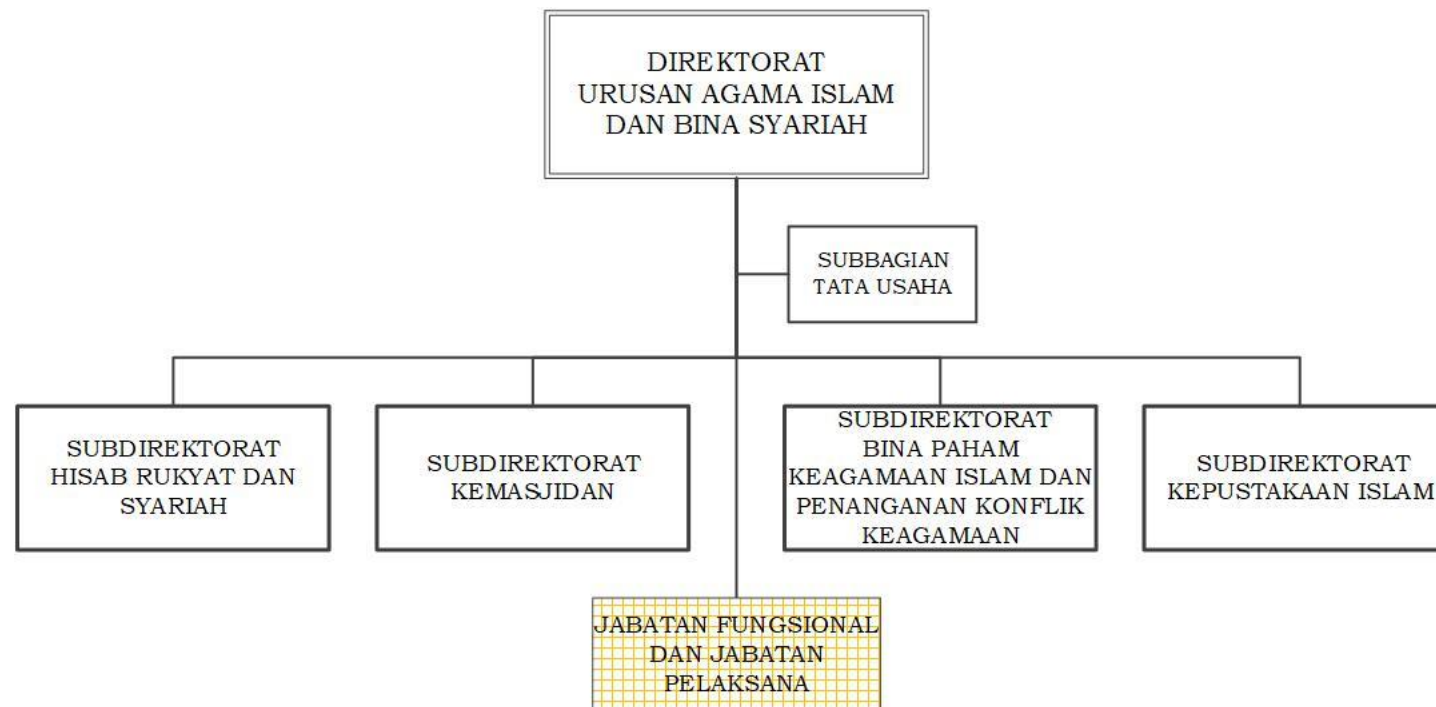 DIREKTORAT
URUSAN AGAMA ISLAM
DAN BINA SYARIAH
SUBBAGIAN
TATA USAHA
SUBDIREKTORAT
HISAB RUKYAT DAN
SYARIAH
SUBDIREKTORAT
KEMASJIDAN
SUBDIREKTORAT
BINA PAHAM
KEAGAMAAN ISLAM DAN
PENANGANAN KONFLIK
KEAGAMAAN
SUBDIREKTORAT
KEPUSTAKAAN ISLAM
JABATAN FUNGSIONAL
DAN JABATAN
PELAKSANA